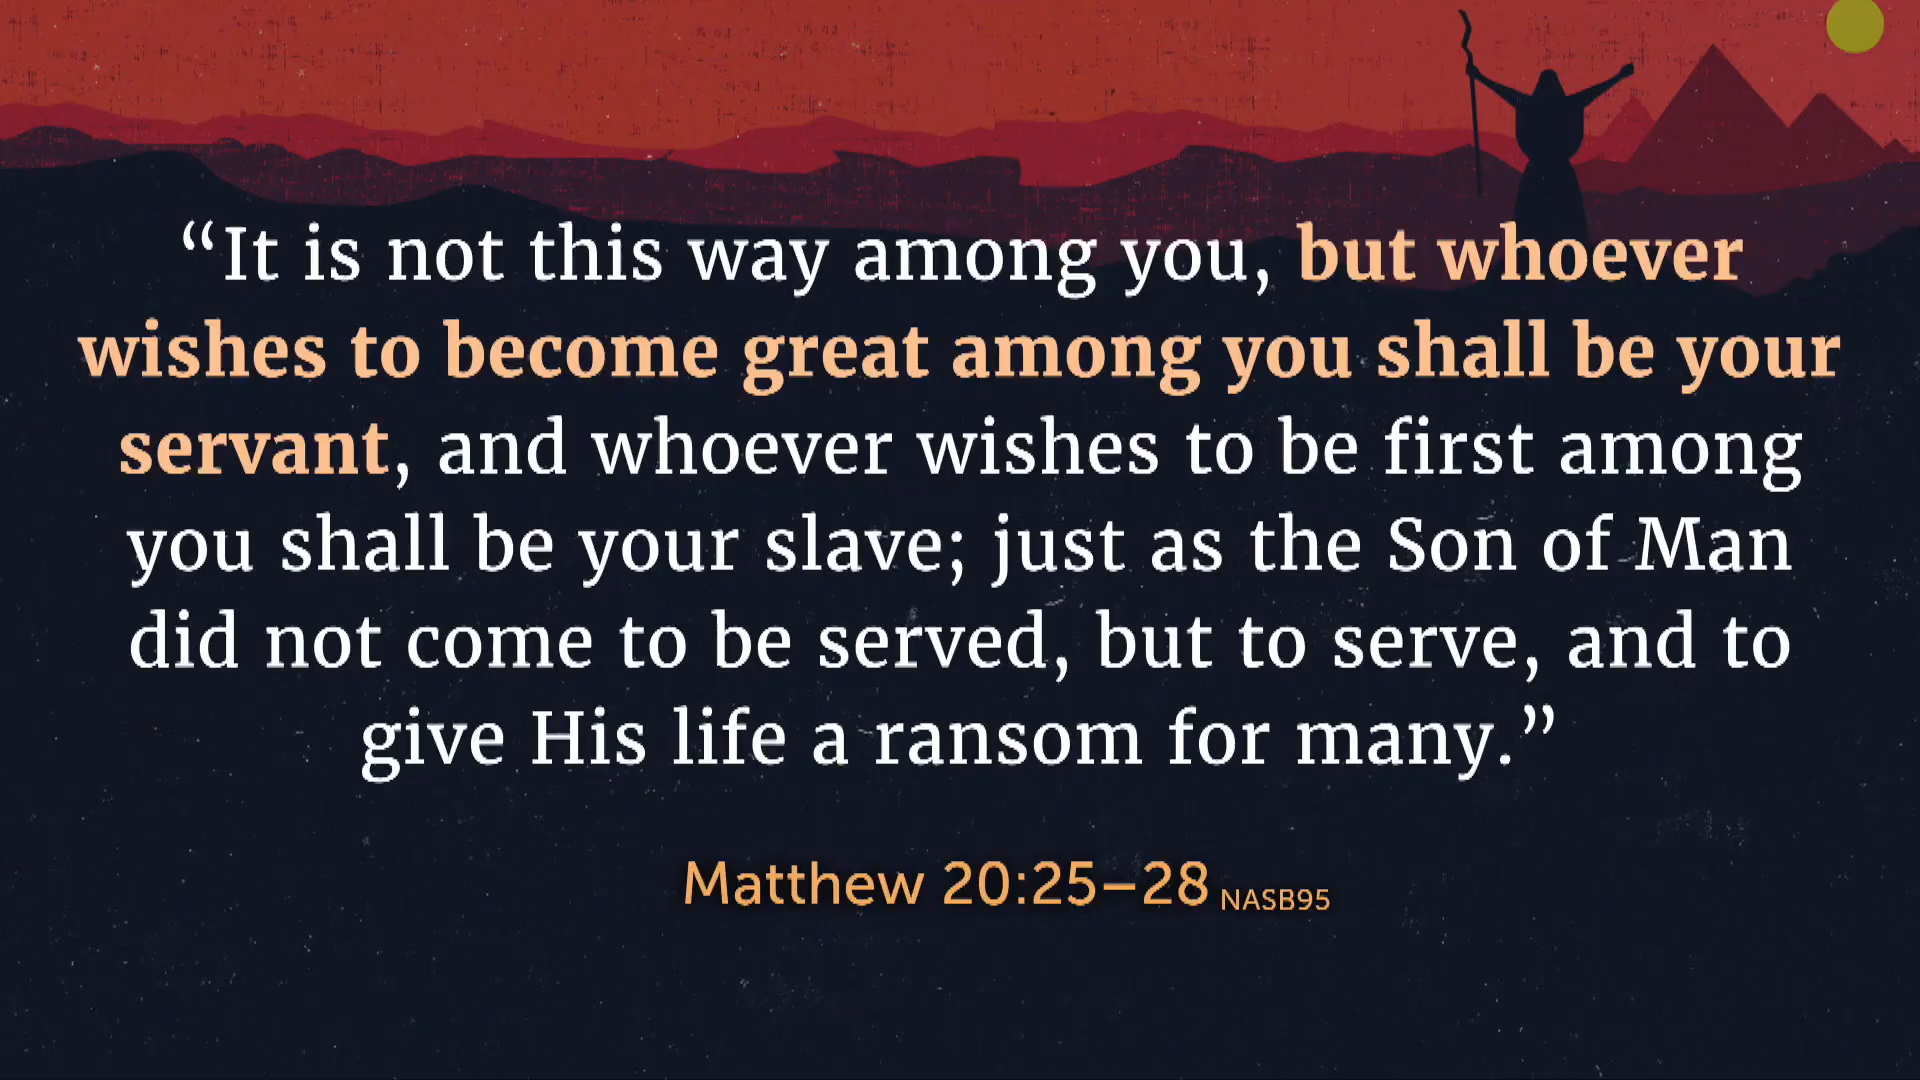 “It is not this way among you, but whoever
wishes to become great among you shall be your
servant, and whoever wishes to be first among
you shall be your slave; just as the Son of Man
did not come to be served, but to serve, and to
give His life a ransom for many.”
Matthew 20:25–28 NASB95